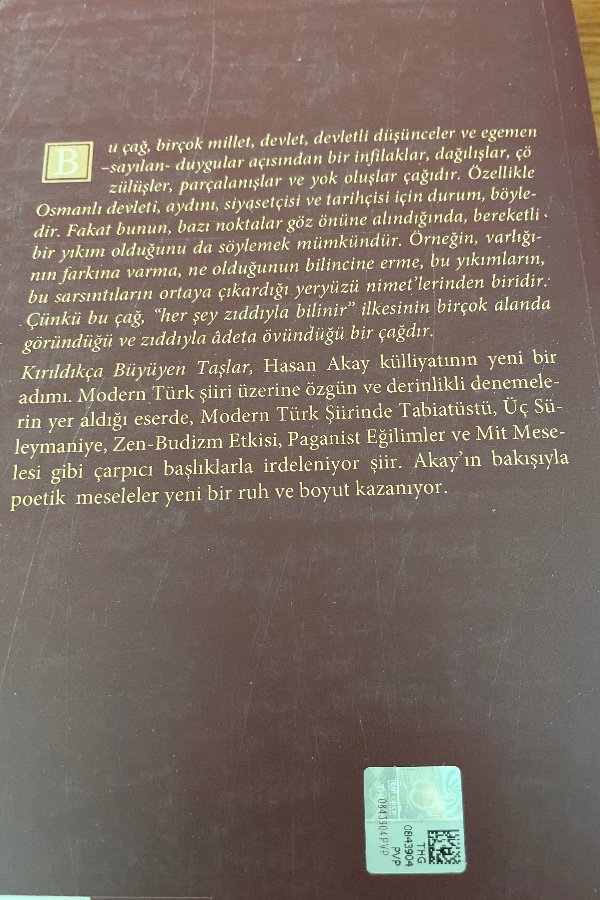 Bu çağ, birçok millet, devlet, devletli düşünceler ve egemen
–sayılan- duygular açısından bir infilaklar, dağılışlar, çö
zülüşler, parçalanışlar ve yok oluşlar çağıdır. Özellikle
Osmanlı devleti, aydını, siyasetçisi ve tarihçisi için durum, böyle-
dir. Fakat bunun, bazı noktalar göz önüne alındığında, bereketli
bir yıkım olduğunu da söylemek mümkündür. Örneğin, varlığı-
nın farkına varma, ne olduğunun bilincine erme, bu yıkımların,
bu sarsıntıların ortaya çıkardığı yeryüzü nimet'lerinden biridir.
Çünkü bu çağ, "her şey zıddıyla bilinir" ilkesinin birçok alanda
göründüğü ve zıddıyla âdeta övündüğü bir çağdır.
Kırıldıkça Büyüyen Taşlar, Hasan Akay külliyatının yeni bir
adımı. Modern Türk şiiri üzerine özgün ve derinlikli denemele-
rin yer aldığı eserde, Modern Türk Şiirinde Tabiatüstü, Üç Sü-
leymaniye, Zen-Budizm Etkisi, Paganist Eğilimler ve Mit Mese-
lesi gibi çarpıcı başlıklarla irdeleniyor şiir. Akay'ın bakışıyla
poetik meseleler yeni bir ruh ve boyut kazanıyor.
THG
0843904
PVP